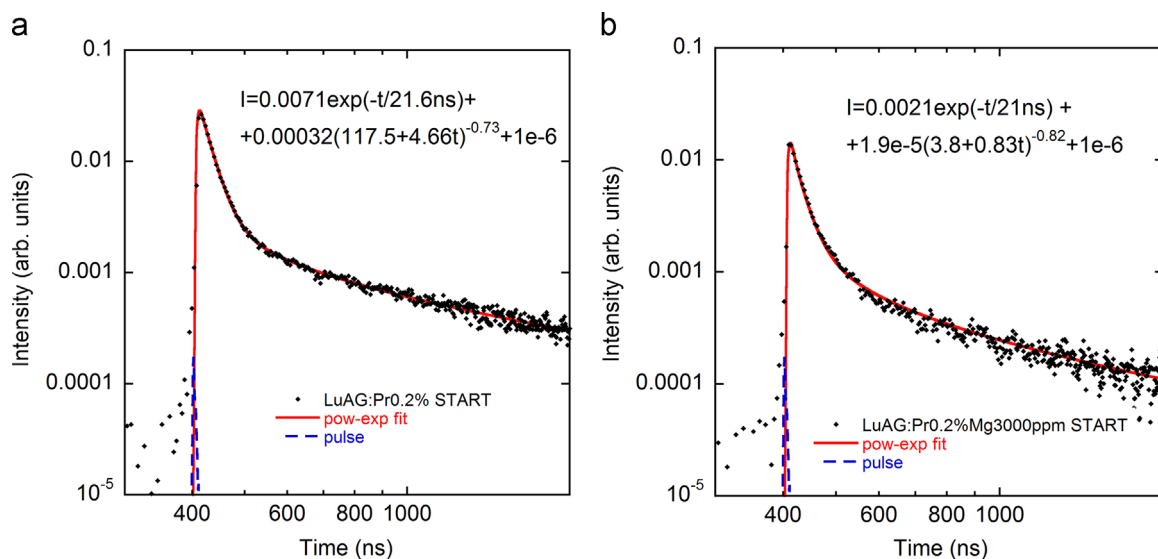 a
I=0.0071exp(-t/21.6ns)+
+0.00032(117.5+4.66t)^-0.73+1e-6
Intensity (arb. units)
0.1
0.01
0.001
0.0001
10^-5
LuAG:Pr0.2% START
pow-exp fit
pulse
400
600
800
1000
Time (ns)
b
I=0.0021exp(-t/21ns) +
+1.9e-5(3.8+0.83t)^-0.82+1e-6
Intensity (arb. units)
0.1
0.01
0.001
0.0001
10^-5
LuAG:Pr0.2%Mg3000ppm START
pow-exp fit
pulse
400
600
800
1000
Time (ns)